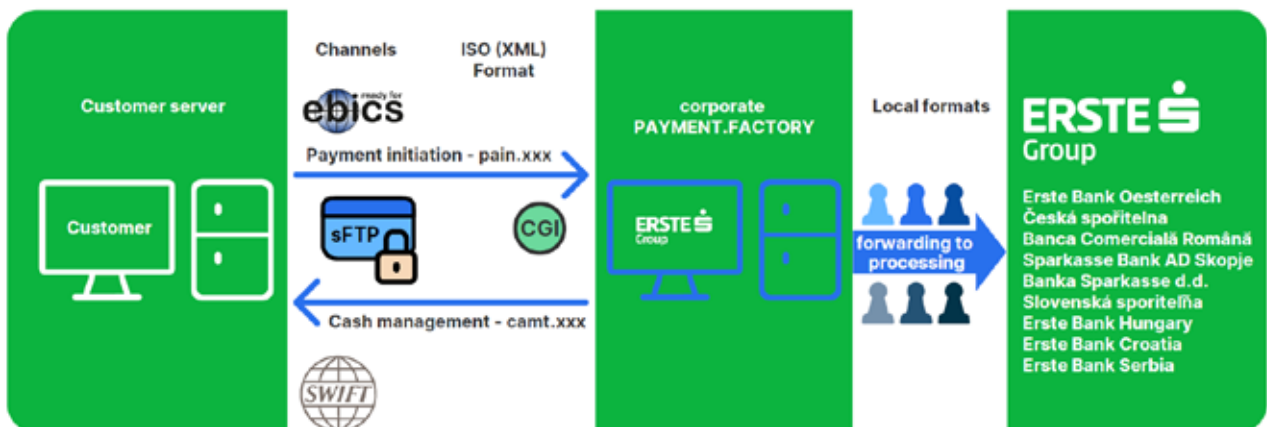 Customer server
Customer
Channels
ISO (XML)
Format
ready for
ebics
Payment initiation - pain.xxx
sFTP
CGI
Cash management - camt.xxx
SWIFT
corporate
PAYMENT.FACTORY
ERSTE
Group
Local formats
forwarding to
processing
ERSTE
Group
Erste Bank Oesterreich
Česká spořitelna
Banca Comercială Română
Sparkasse Bank AD Skopje
Banka Sparkasse d.d.
Slovenská sporiteľňa
Erste Bank Hungary
Erste Bank Croatia
Erste Bank Serbia